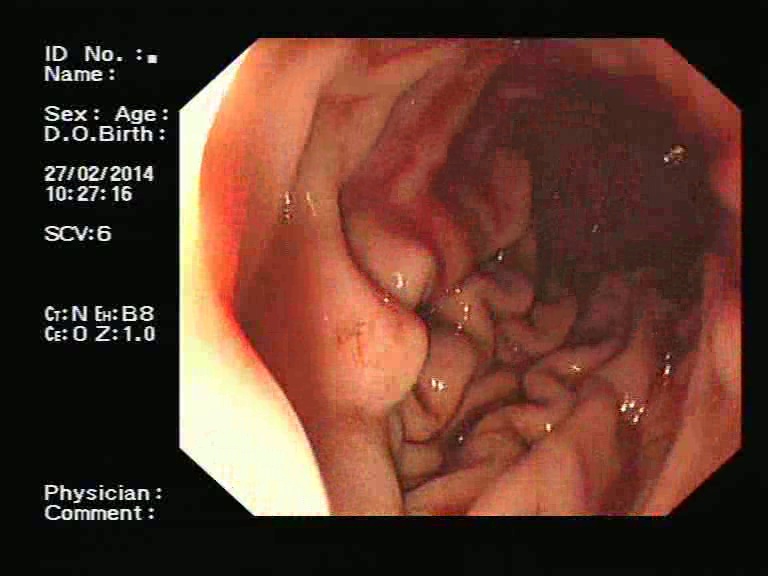 ID No. :
Name:
Sex: Age:
D.O.Birth:
27/02/2014
10:27:16
SCV:6
CT:N EH:B8
CE:0 Z:1.0
Physician:
Comment: